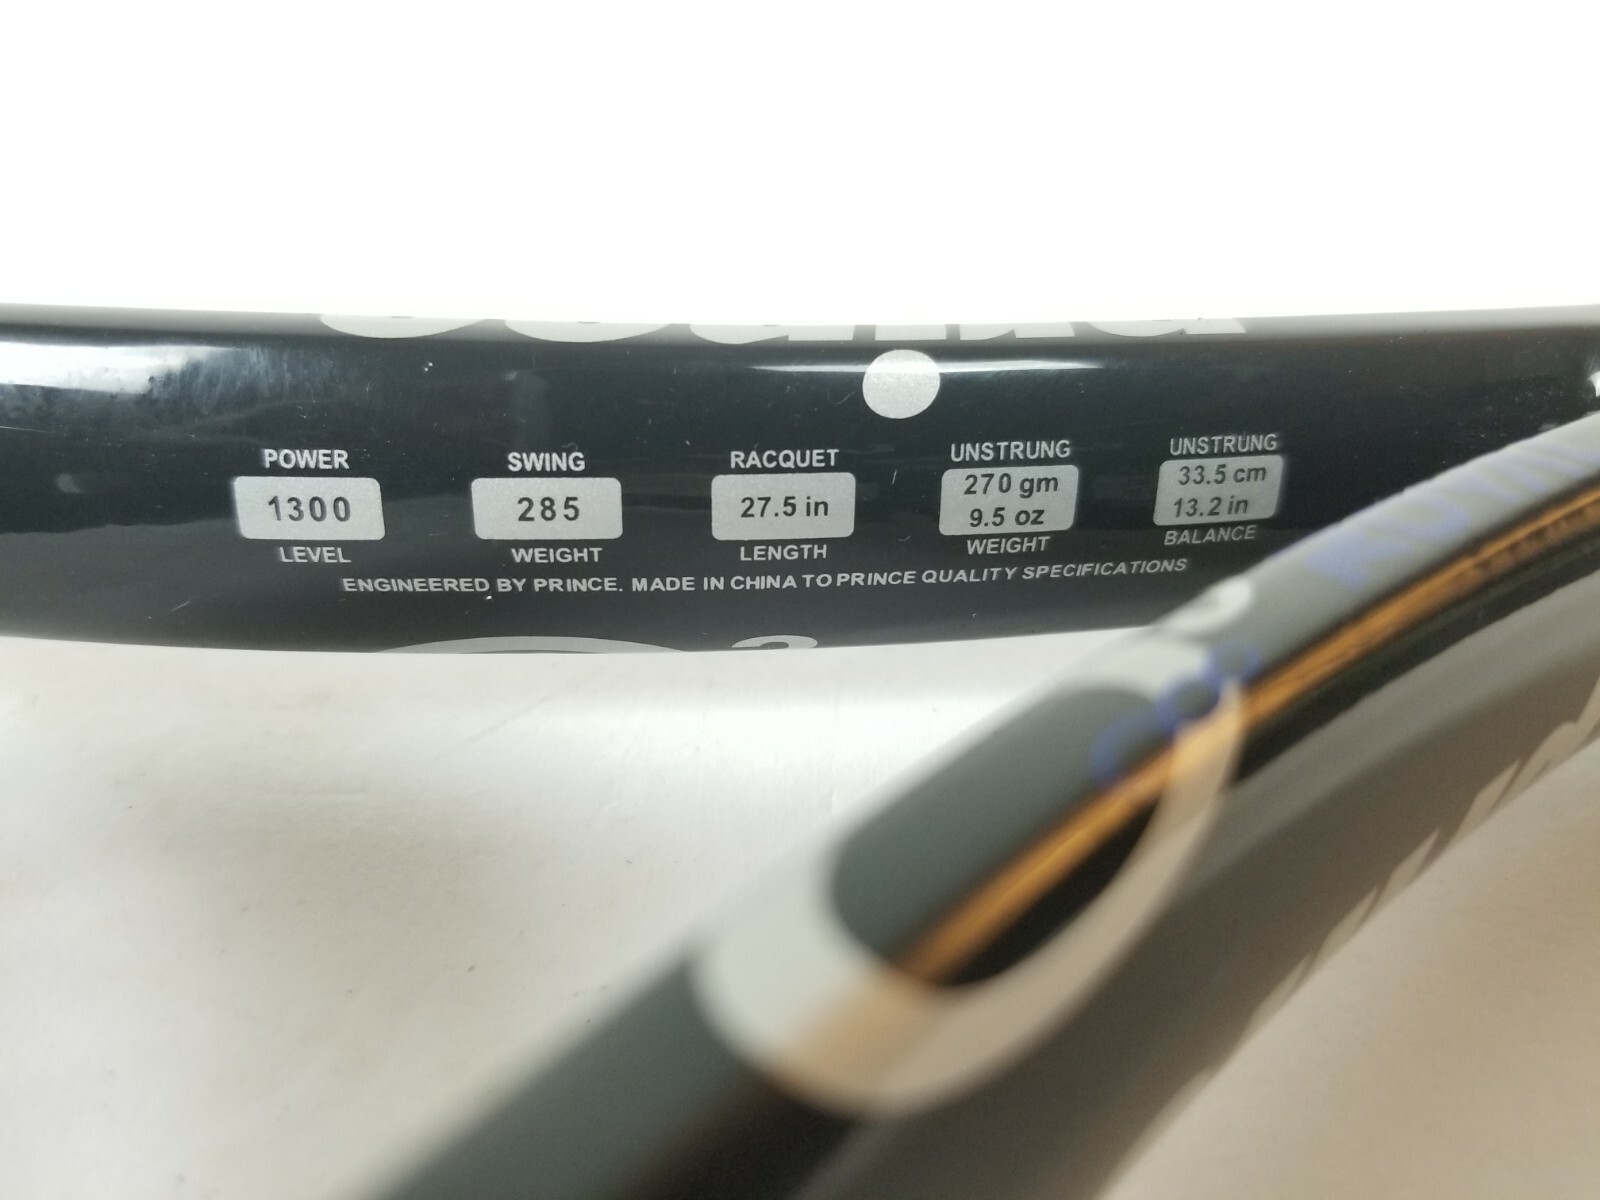 POWER
1300
LEVEL
SWING
285
WEIGHT
RACQUET
27.5 in
LENGTH
UNSTRUNG
270 gm
9.5 oz
WEIGHT
UNSTRUNG
33.5 cm
13.2 in
BALANCE
ENGINEERED BY PRINCE. MADE IN CHINA TO PRINCE QUALITY SPECIFICATIONS